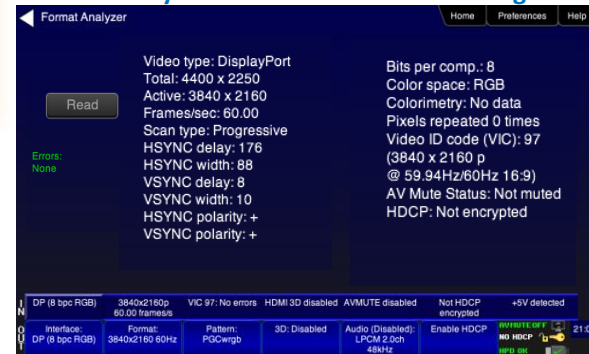 Format Analyzer
Home
Preferences
Help
Read
Errors:
None
Video type: DisplayPort
Total: 4400 x 2250
Active: 3840 x 2160
Frames/sec: 60.00
Scan type: Progressive
HSYNC delay: 176
HSYNC width: 88
VSYNC delay: 8
VSYNC width: 10
HSYNC polarity: +
VSYNC polarity: +
Bits per comp.: 8
Color space: RGB
Colorimetry: No data
Pixels repeated 0 times
Video ID code (VIC): 97
(3840 x 2160 p
@ 59.94Hz/60Hz 16:9)
AV Mute Status: Not muted
HDCP: Not encrypted
IN
DP (8 bpc RGB)
3840x2160p
60.00 frames/s
VIC 97: No errors
HDMI 3D disabled
AVMUTE disabled
Not HDCP
encrypted
+5V detected
OUT
Interface:
DP (8 bpc RGB)
Format:
3840x2160 60Hz
Pattern:
PGCwrgb
3D: Disabled
Audio (Disabled):
LPCM 2.0ch
48kHz
Enable HDCP
AVMUTEOFF
NO HDCP
HPD OK